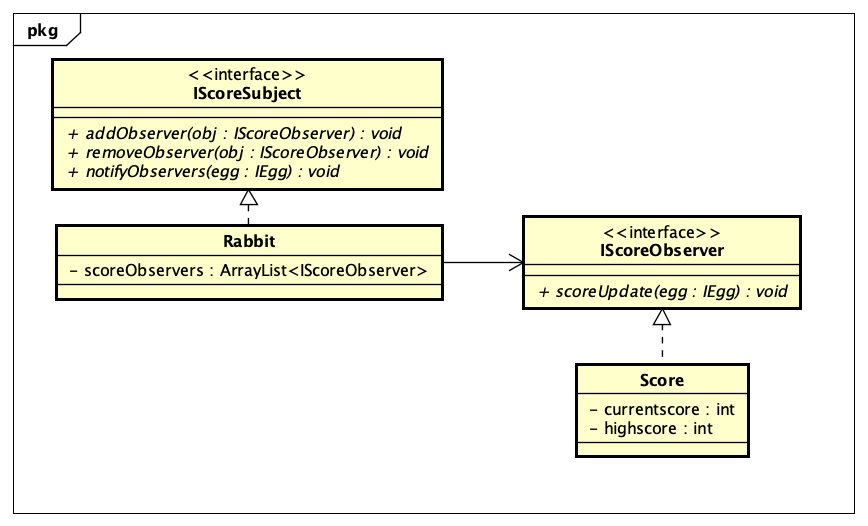 pkg
<<interface>>
IScoreSubject
+ addObserver(obj : IScoreObserver) : void
+ removeObserver(obj : IScoreObserver) : void
+ notifyObservers(egg : IEgg) : void
Rabbit
- scoreObservers : ArrayList<IScoreObserver>
<<interface>>
IScoreObserver
+ scoreUpdate(egg : IEgg) : void
Score
- currentscore : int
- highscore : int